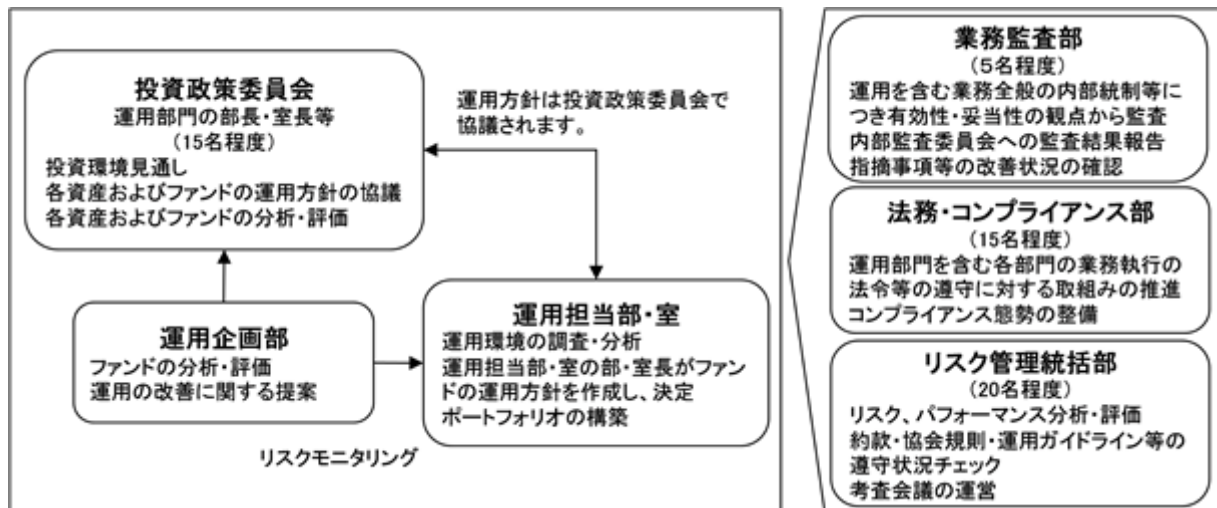 投資政策委員会
運用部門の部長・室長等
（15名程度）
投資環境見通し
各資産およびファンドの運用方針の協議
各資産およびファンドの分析・評価
運用方針は投資政策委員会で
協議されます。
運用企画部
ファンドの分析・評価
運用の改善に関する提案
運用担当部・室
運用環境の調査・分析
運用担当部・室の部・室長がファン
ドの運用方針を作成し、決定
ポートフォリオの構築
リスクモニタリング
業務監査部
（5名程度）
運用を含む業務全般の内部統制等に
つき有効性・妥当性の観点から監査
内部監査委員会への監査結果報告
指摘事項等の改善状況の確認
法務・コンプライアンス部
（15名程度）
運用部門を含む各部門の業務執行の
法令等の遵守に対する取組みの推進
コンプライアンス態勢の整備
リスク管理統括部
（20名程度）
リスク、パフォーマンス分析・評価
約款・協会規則・運用ガイドライン等の
遵守状況チェック
考査会議の運営